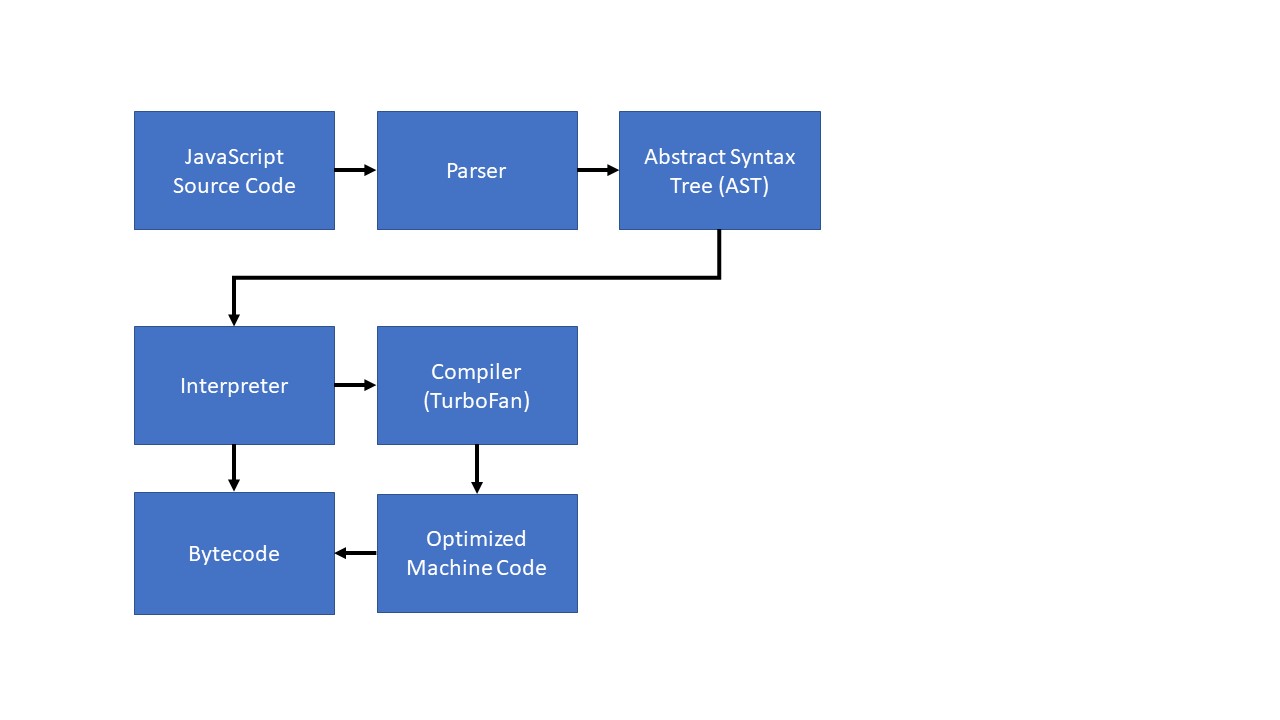 JavaScript
Source Code
Parser
Abstract Syntax
Tree (AST)
Interpreter
Compiler
(TurboFan)
Bytecode
Optimized
Machine Code